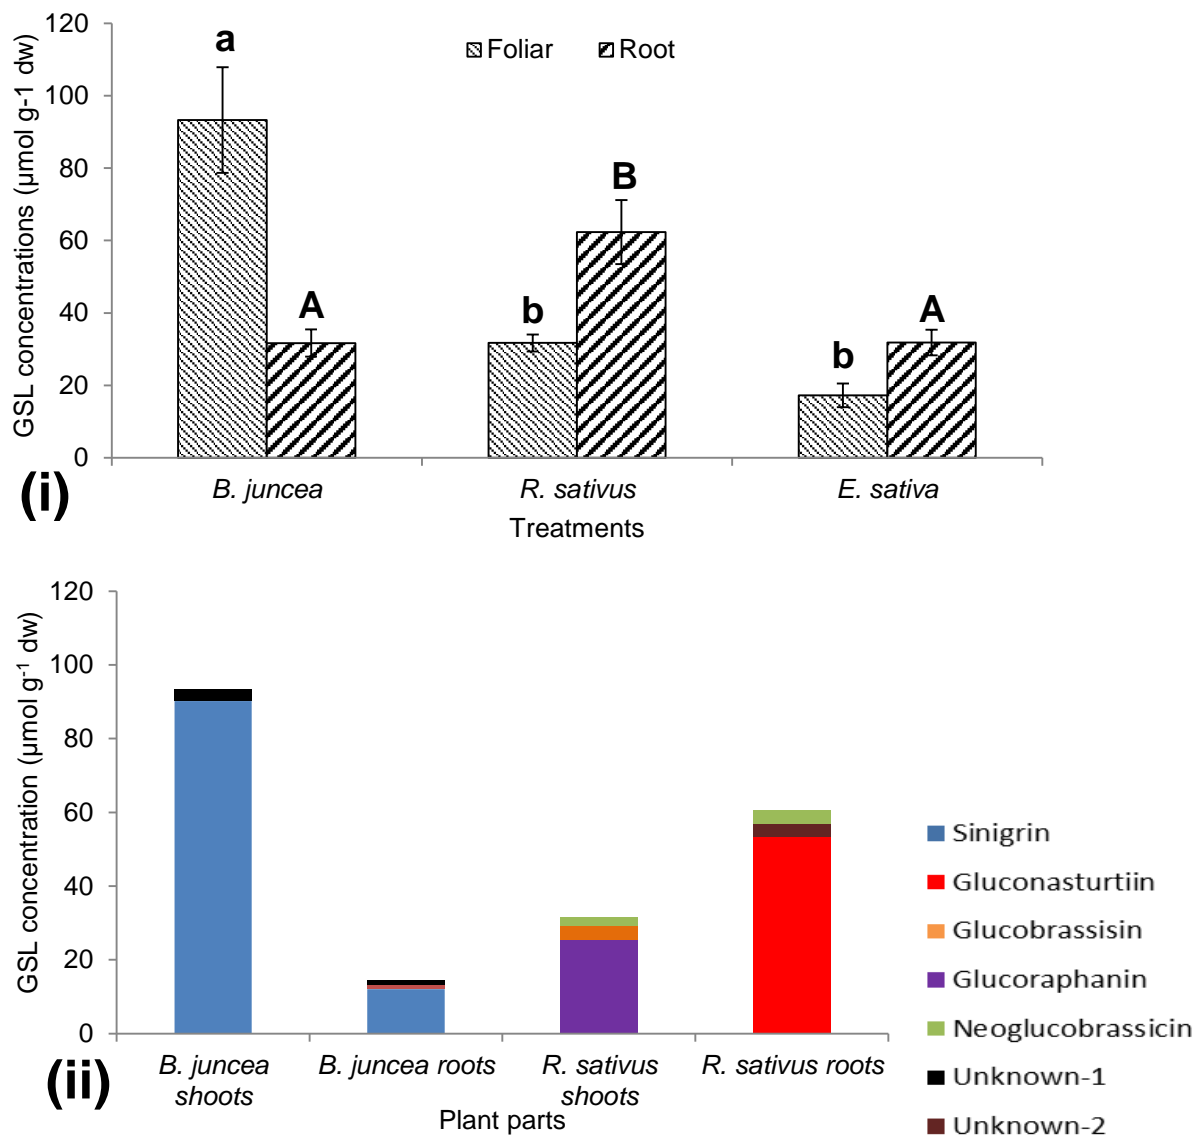 120
100
80
60
40
20
0
GSL concentrations (µmol g-1 dw)
Foliar Root
a
A
b
B
b
A
B. juncea R. sativus E. sativa
Treatments
(i)
120
100
80
60
40
20
0
GSL concentration (µmol g-1 dw)
B. juncea shoots
B. juncea roots
R. sativus shoots
R. sativus roots
Plant parts
(ii)
Sinigrin
Gluconasturtiin
Glucobrassisin
Glucoraphanin
Neoglucobrassicin
Unknown-1
Unknown-2